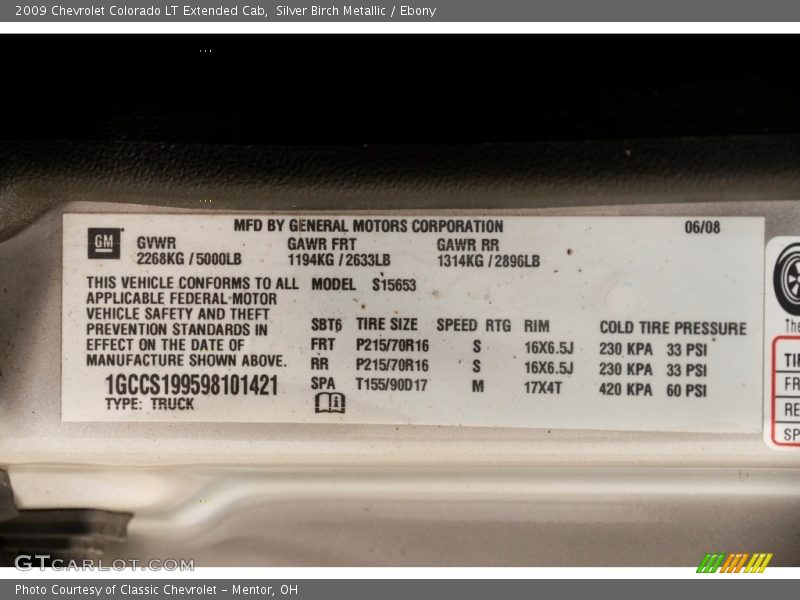 2009 Chevrolet Colorado LT Extended Cab,  Silver Birch Metallic / Ebony
MFD BY GENERAL MOTORS CORPORATION 06/08
GM GVWR GAWR FRT GAWR RR
2268KG / 5000LB 1194KG / 2633LB 1314KG / 2896LB
THIS VEHICLE CONFORMS TO ALL MODEL S15653
APPLICABLE FEDERAL MOTOR
VEHICLE SAFETY AND THEFT
PREVENTION STANDARDS IN
EFFECT ON THE DATE OF
MANUFACTURE SHOWN ABOVE.
1GCCS199598101421
TYPE: TRUCK
SBT6 TIRE SIZE SPEED RTG RIM COLD TIRE PRESSURE
FRT P215/70R16 S 16X6.5J 230 KPA 33 PSI
RR P215/70R16 S 16X6.5J 230 KPA 33 PSI
SPA T155/90D17 M 17X4T 420 KPA 60 PSI
The
TI
FR
RE
SP
GTCARLOT.COM
Photo Courtesy of Classic Chevrolet - Mentor, OH